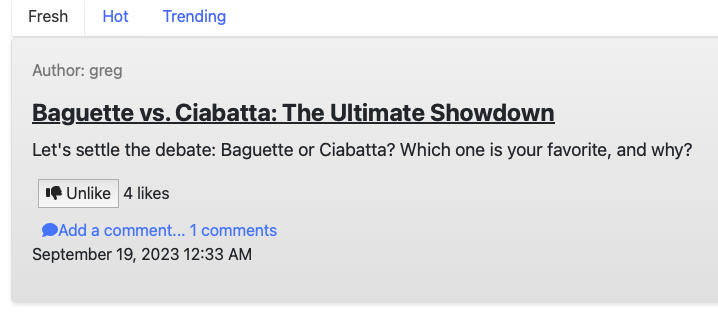 Fresh Hot Trending
Author: greg
Baguette vs. Ciabatta: The Ultimate Showdown
Let's settle the debate: Baguette or Ciabatta? Which one is your favorite, and why?
Unlike 4 likes
Add a comment... 1 comments
September 19, 2023 12:33 AM